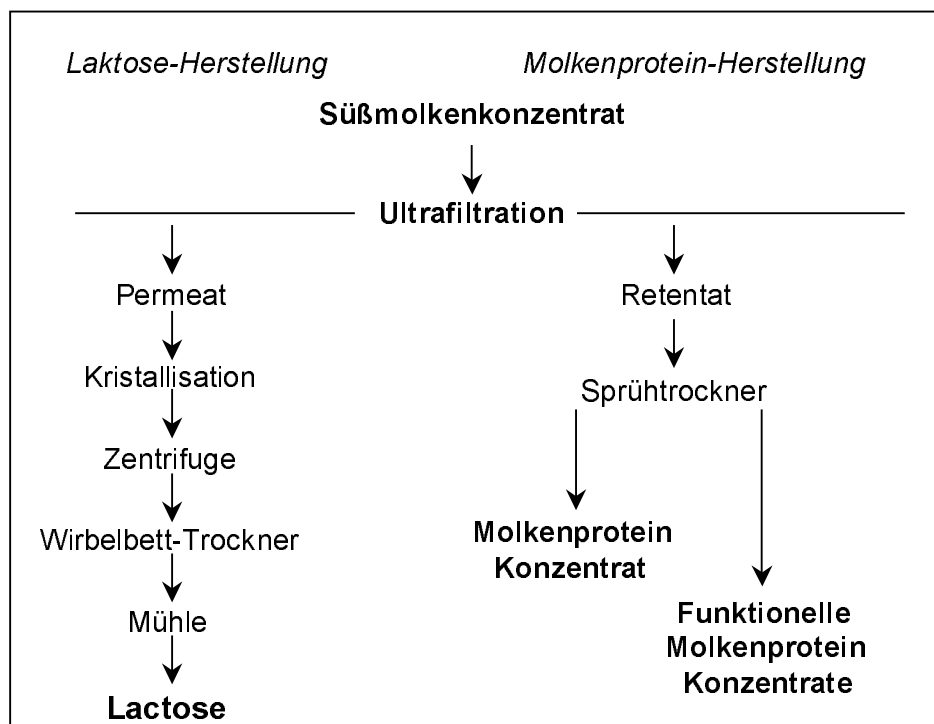 Laktose-Herstellung
Molkenprotein-Herstellung
Süßmolkenkonzentrat
Ultrafiltration
Permeat
Kristallisation
Zentrifuge
Wirbelbett-Trockner
Mühle
Lactose
Retentat
Sprühtrockner
Molkenprotein
Konzentrat
Funktionelle
Molkenprotein
Konzentrate